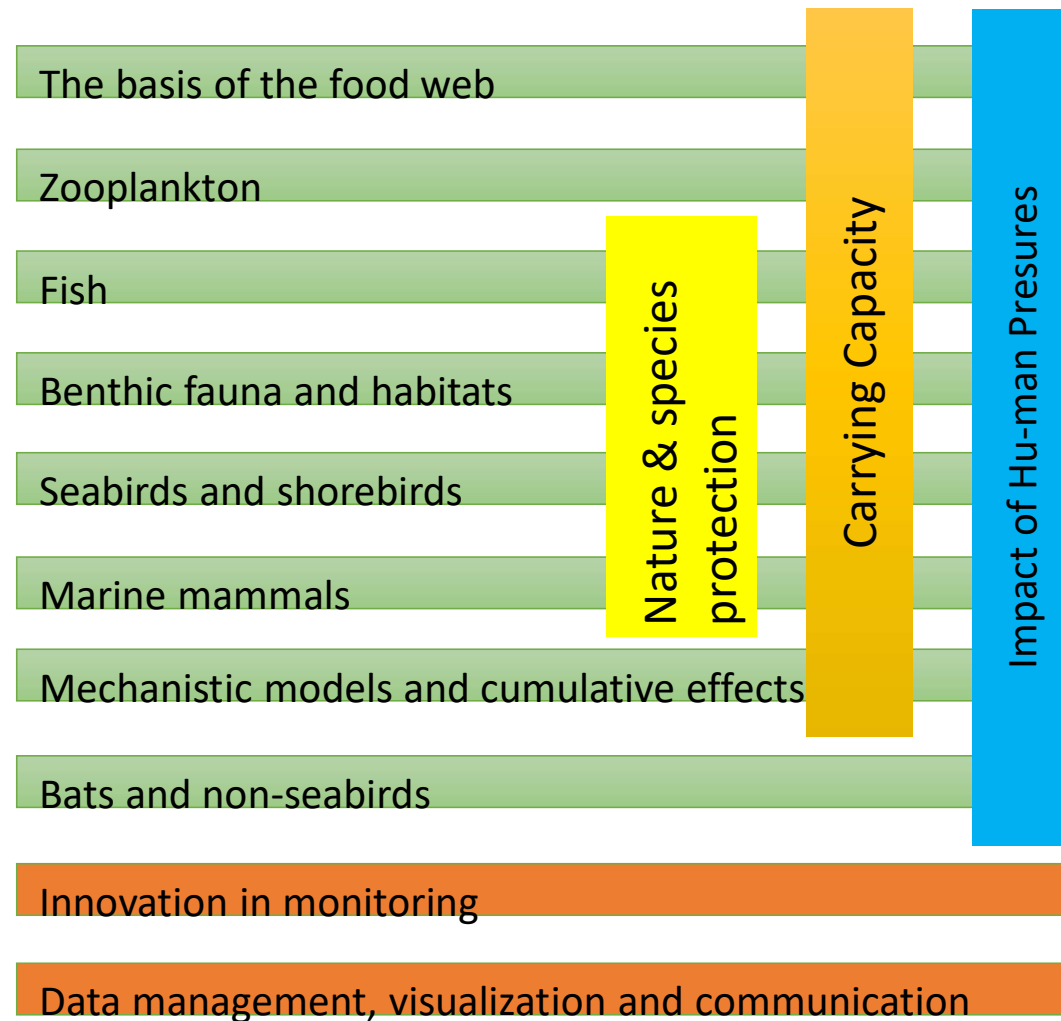 The basis of the food web
Zooplankton
Fish
Benthic fauna and habitats
Seabirds and shorebirds
Marine mammals
Mechanistic models and cumulative effects
Bats and non-seabirds
Innovation in monitoring
Data management, visualization and communication
Nature & species
protection
Carrying Capacity
Impact of Hu-man Presures